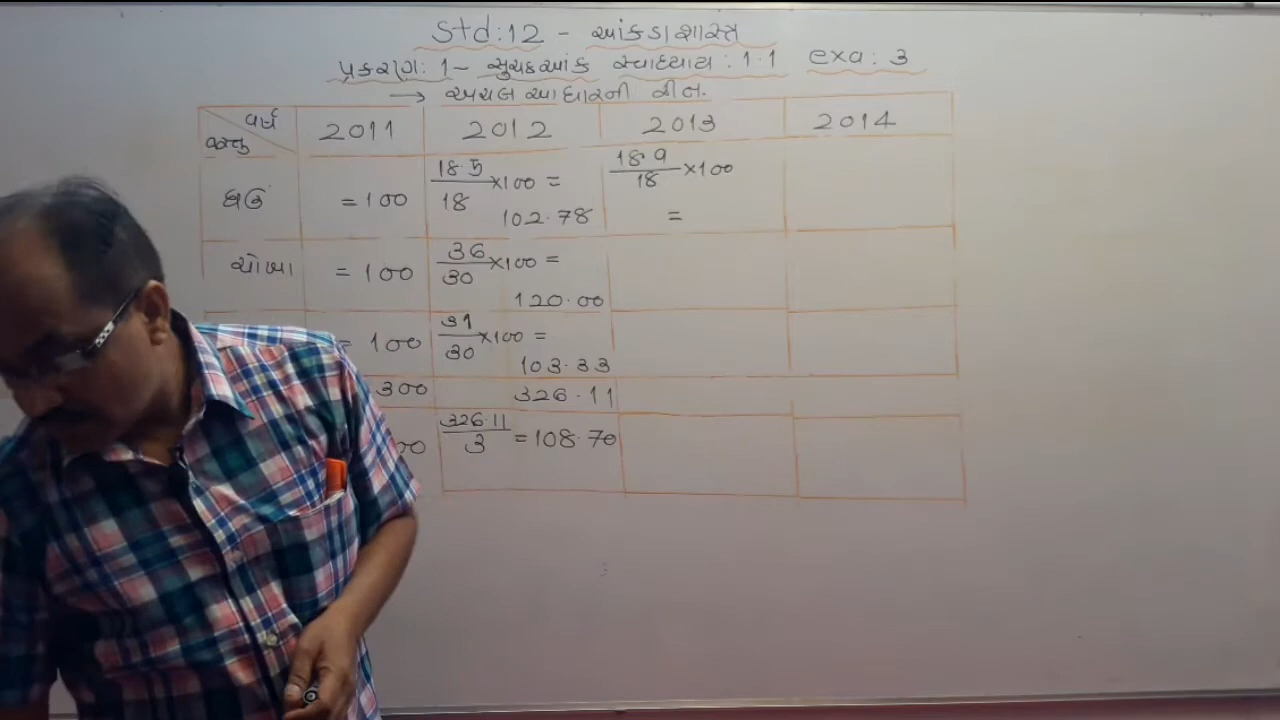 Std:12 - આંકડાશાસ્ત્ર
પ્રકરણ: 1 - સુચકઆંક સ્વાધ્યાય: 1.1 exa: 3
→ અચલ આધારની રીત.
વર્ષ 2011 2012 2013 2014
વસ્તુ
ઘઉં = 100 18.5/18 ×100 = 102.78 18.9/18 ×100 =
ચોખા = 100 36/30 ×100 = 120.00
= 100 31/30 ×100 = 103.33
300 326.11
00 326.11/3 = 108.70